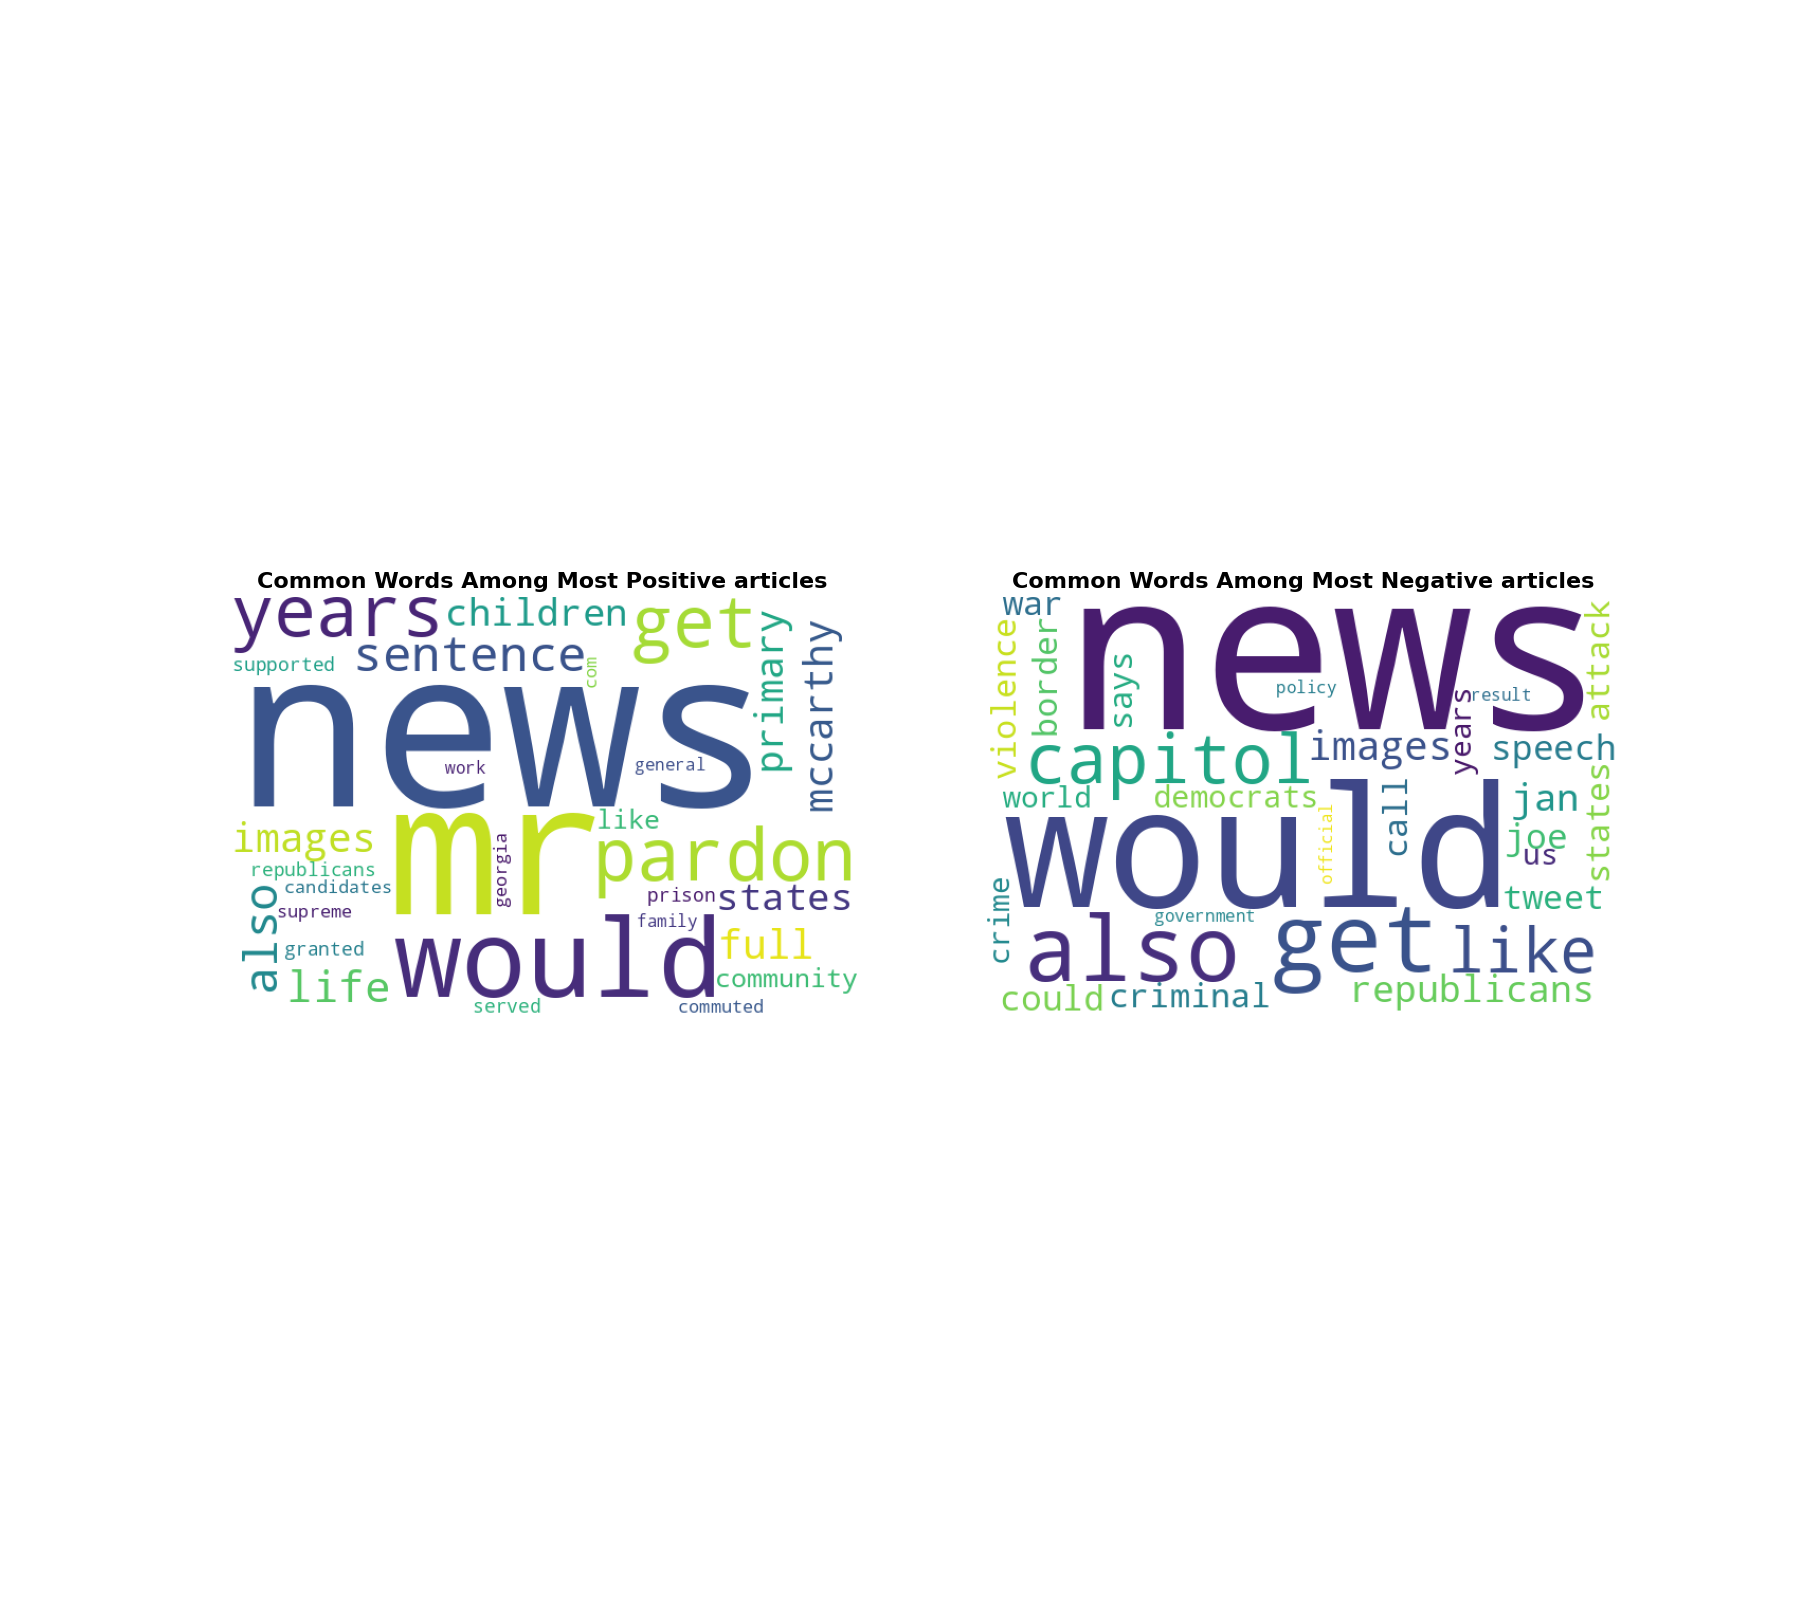 Common Words Among Most Positive articles
years
children
get
primary
mccarthy
supported
sentence
com
news
work
general
images
mr
like
pardon
republicans
georgia
candidates
prison
states
also
supreme
family
granted
would
full
life
community
served
commuted
Common Words Among Most Negative articles
war
news
attack
violence
border
says
policy
years
result
capitol
images
speech
world
democrats
call
jan
states
would
official
joe
us
crime
tweet
government
also
get
like
could
criminal
republicans